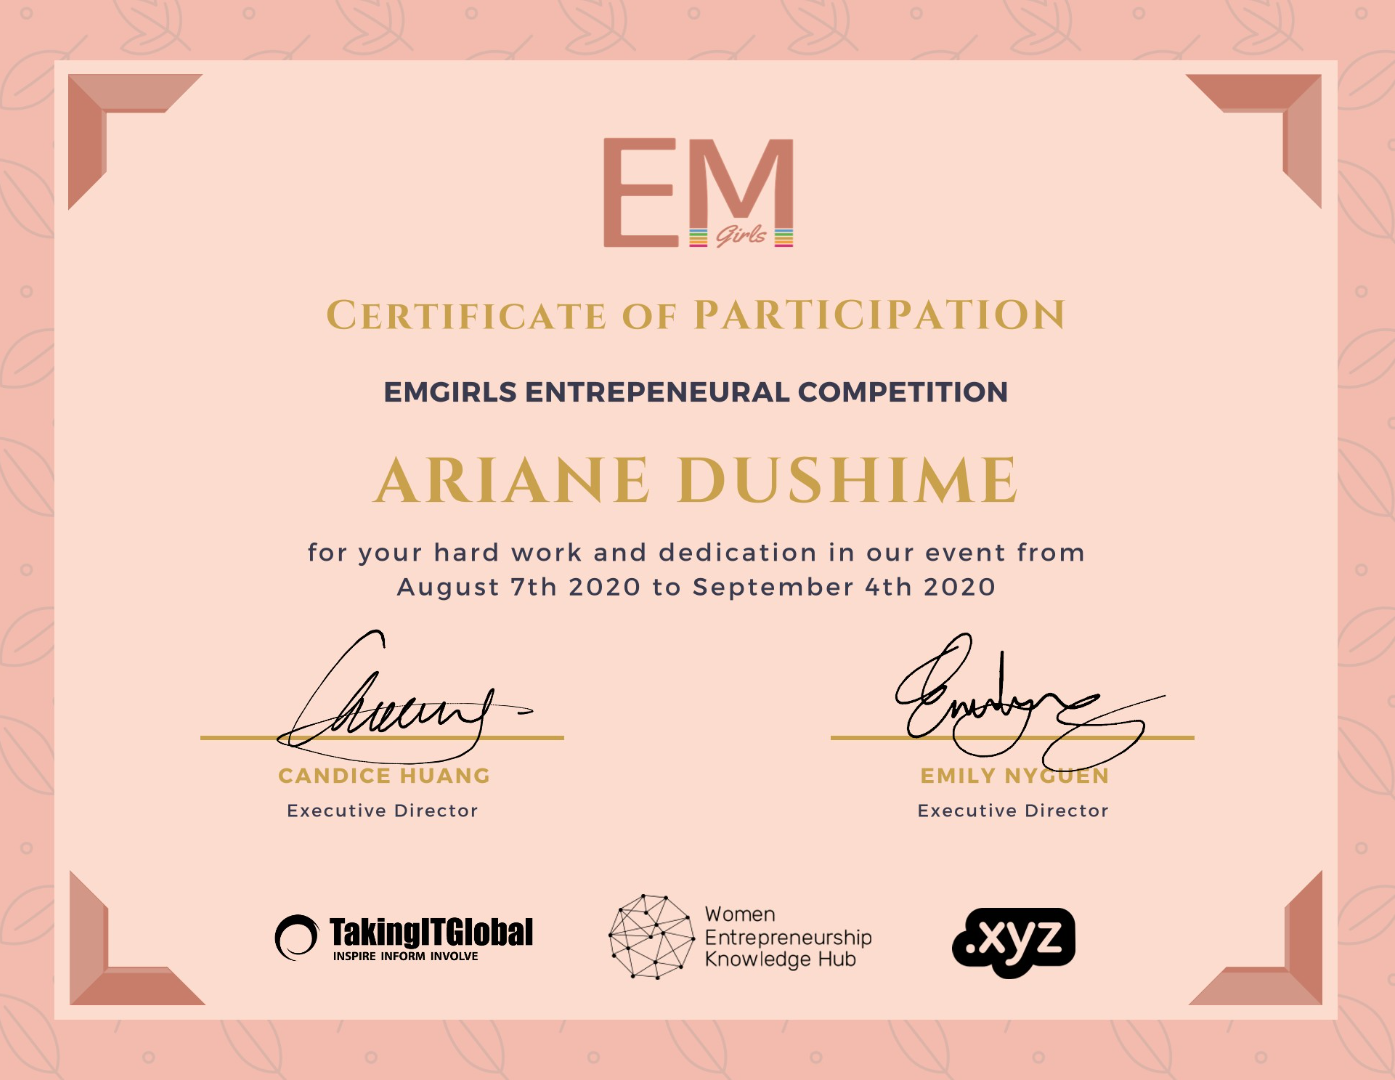 EM
Girls
CERTIFICATE OF PARTICIPATION
EMGIRLS ENTREPENEURAL COMPETITION
ARIANE DUSHIME
for your hard work and dedication in our event from
August 7th 2020 to September 4th 2020
CANDICE HUANG
Executive Director
EMILY NYGUEN
Executive Director
TakingITGlobal
INSPIRE INFORM INVOLVE
Women
Entrepreneurship
Knowledge Hub
.xyz